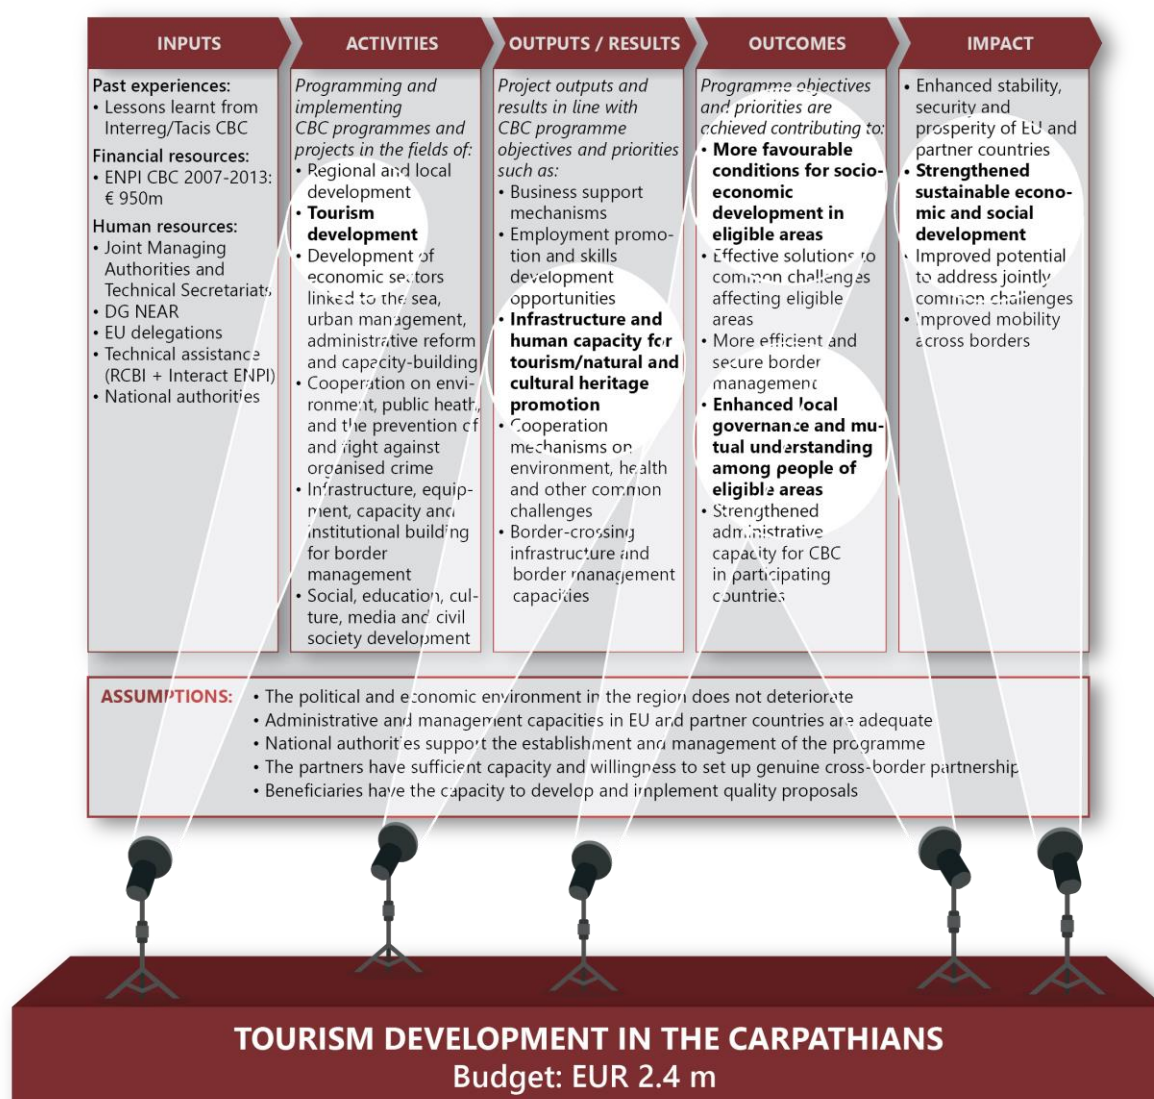 INPUTS
Past experiences:
• Lessons learnt from
Interreg/Tacis CBC
Financial resources:
• ENPI CBC 2007-2013:
€ 950m
Human resources:
• Joint Managing
Authorities and
Technical Secretariats
• DG NEAR
• EU delegations
• Technical assistance
(RCBI + Interact ENPI)
• National authorities
ACTIVITIES
Programming and
implementing
CBC programmes and
projects in the fields of:
• Regional and local
development
• Tourism
development
• Development of
economic sectors
linked to the sea,
urban management,
administrative reform
and capacity-building
• Cooperation on envi-
ronment, public heath,
and the prevention of
and fight against
organised crime
• Infrastructure, equip-
ment, capacity and
institutional building
for border
management
• Social, education, cul-
ture, media and civil
society development
OUTPUTS / RESULTS
Project outputs and
results in line with
CBC programme
objectives and priorities
such as:
• Business support
mechanisms
• Employment promo-
tion and skills
development
opportunities
• Infrastructure and
human capacity for
tourism/natural and
cultural heritage
promotion
• Cooperation
mechanisms on
environment, health
and other common
challenges
• Border-crossing
infrastructure and
border management
capacities
OUTCOMES
Programme objectives
and priorities are
achieved contributing to:
• More favourable
conditions for socio-
economic
development in
eligible areas
• Effective solutions to
common challenges
affecting eligible
areas
• More efficient and
secure border
management
• Enhanced local
governance and mu-
tual understanding
among people of
eligible areas
• Strengthened
administrative
capacity for CBC
in participating
countries
IMPACT
• Enhanced stability,
security and
prosperity of EU and
partner countries
• Strengthened
sustainable econo-
mic and social
development
• Improved potential
to address jointly
common challenges
• Improved mobility
across borders
ASSUMPTIONS:
• The political and economic environment in the region does not deteriorate
• Administrative and management capacities in EU and partner countries are adequate
• National authorities support the establishment and management of the programme
• The partners have sufficient capacity and willingness to set up genuine cross-border partnership
• Beneficiaries have the capacity to develop and implement quality proposals
TOURISM DEVELOPMENT IN THE CARPATHIANS
Budget: EUR 2.4 m